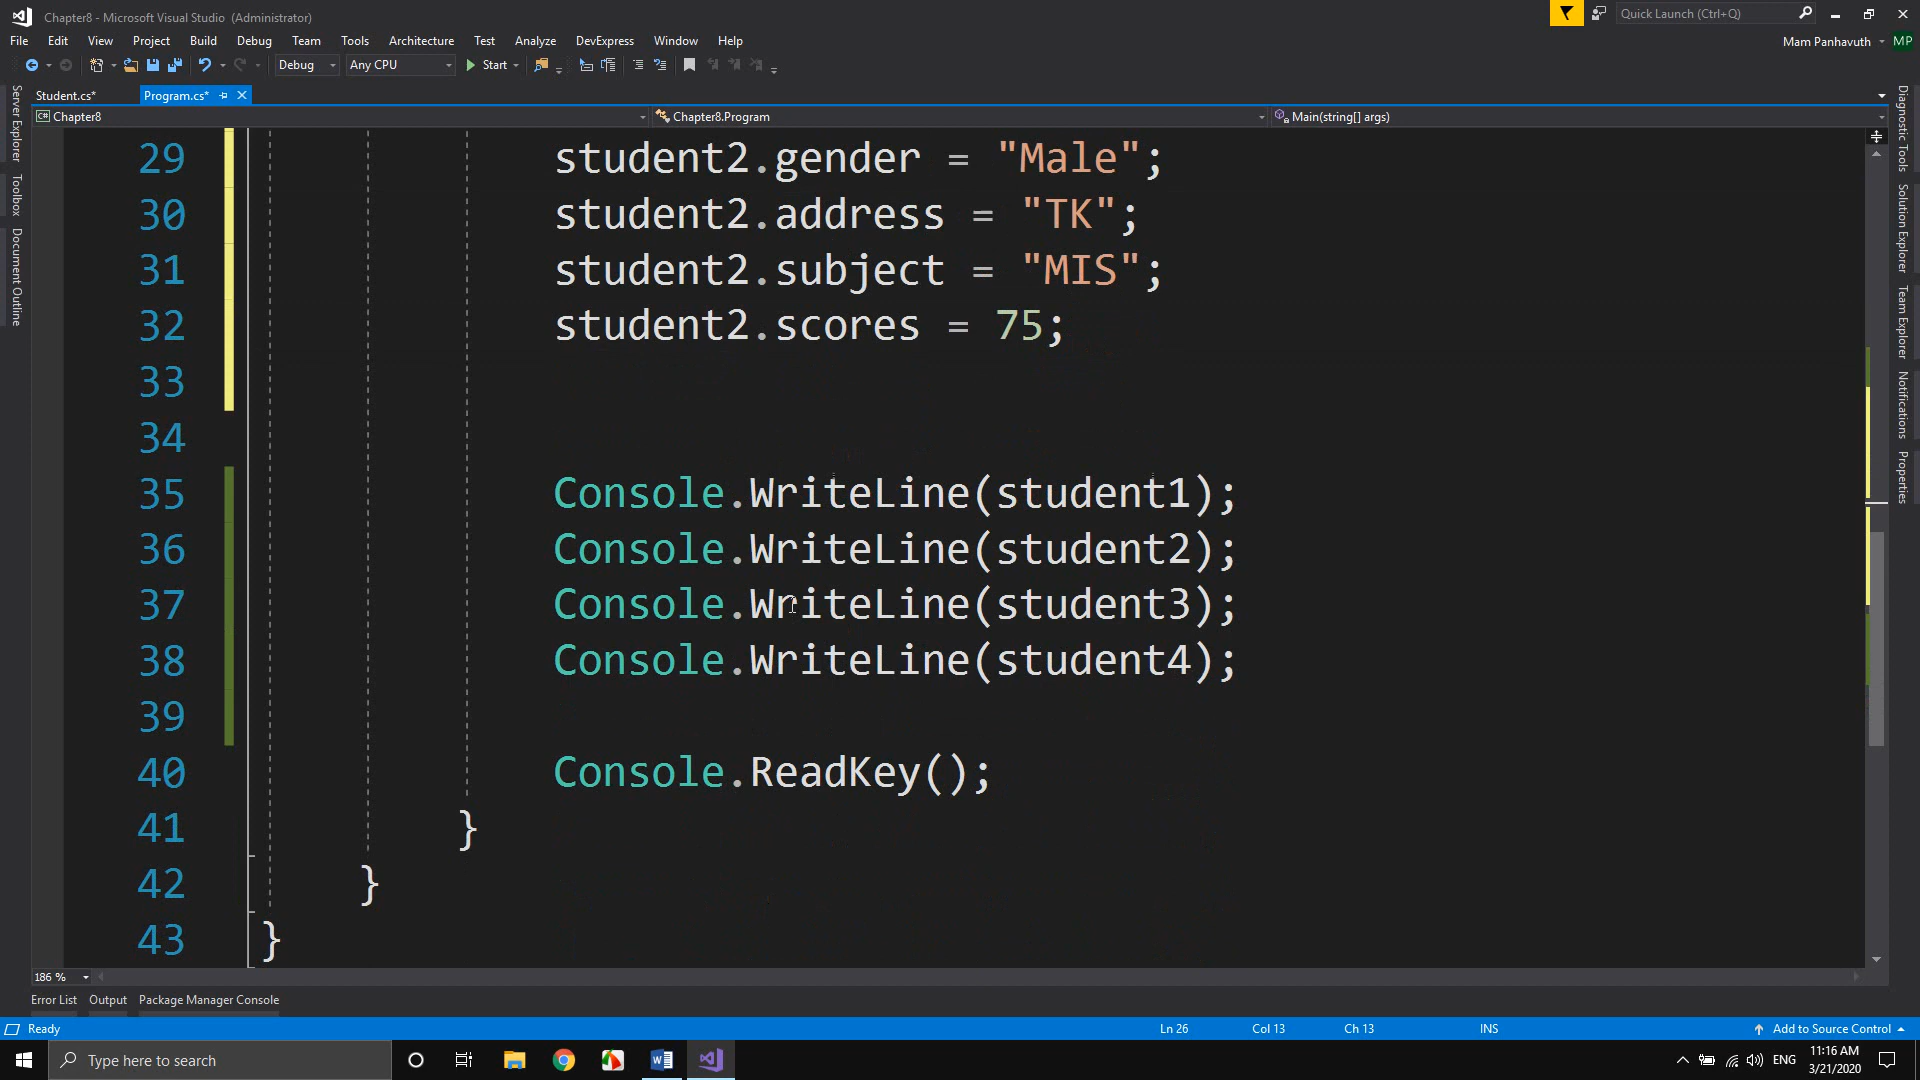 Chapter8 - Microsoft Visual Studio (Administrator)
Quick Launch (Ctrl+Q)
File Edit View Project Build Debug Team Tools Architecture Test Analyze DevExpress Window Help
Mam Panhavuth MP
Debug Any CPU Start
Student.cs* Program.cs*
Chapter8 Chapter8.Program Main(string[] args)
Server Explorer
Toolbox
Document Outline
29 student2.gender = "Male";
30 student2.address = "TK";
31 student2.subject = "MIS";
32 student2.scores = 75;
33
34
35 Console.WriteLine(student1);
36 Console.WriteLine(student2);
37 Console.WriteLine(student3);
38 Console.WriteLine(student4);
39
40 Console.ReadKey();
41 }
42 }
43 }
Diagnostic Tools
Solution Explorer
Team Explorer
Notifications
Properties
186 %
Error List Output Package Manager Console
Ready Ln 26 Col 13 Ch 13 INS Add to Source Control
Type here to search
ENG 11:16 AM
3/21/2020